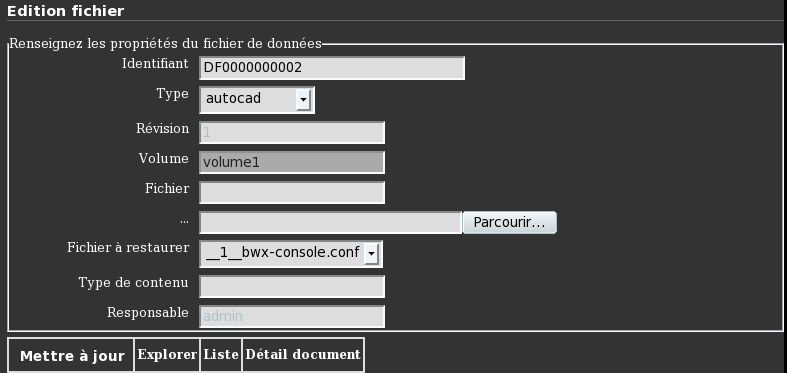 Edition fichier
Renseignez les propriétés du fichier de données
Identifiant DF0000000002
Type autocad
Révision 1
Volume volume1
Fichier
...
Parcourir...
Fichier à restaurer __1__bwx-console.conf
Type de contenu
Responsable admin
Mettre à jour Explorer Liste Détail document